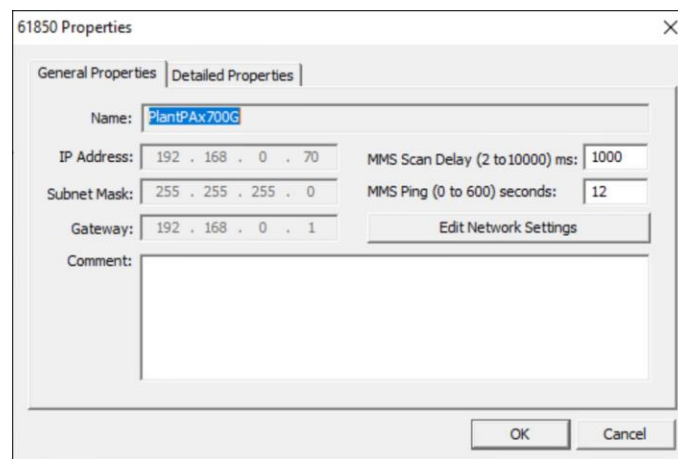 61850 Properties
General Properties Detailed Properties
Name: PlantPAx700G
IP Address: 192 . 168 . 0 . 70 MMS Scan Delay (2 to10000) ms: 1000
Subnet Mask: 255 . 255 . 255 . 0 MMS Ping (0 to 600) seconds: 12
Gateway: 192 . 168 . 0 . 1 Edit Network Settings
Comment:
OK Cancel